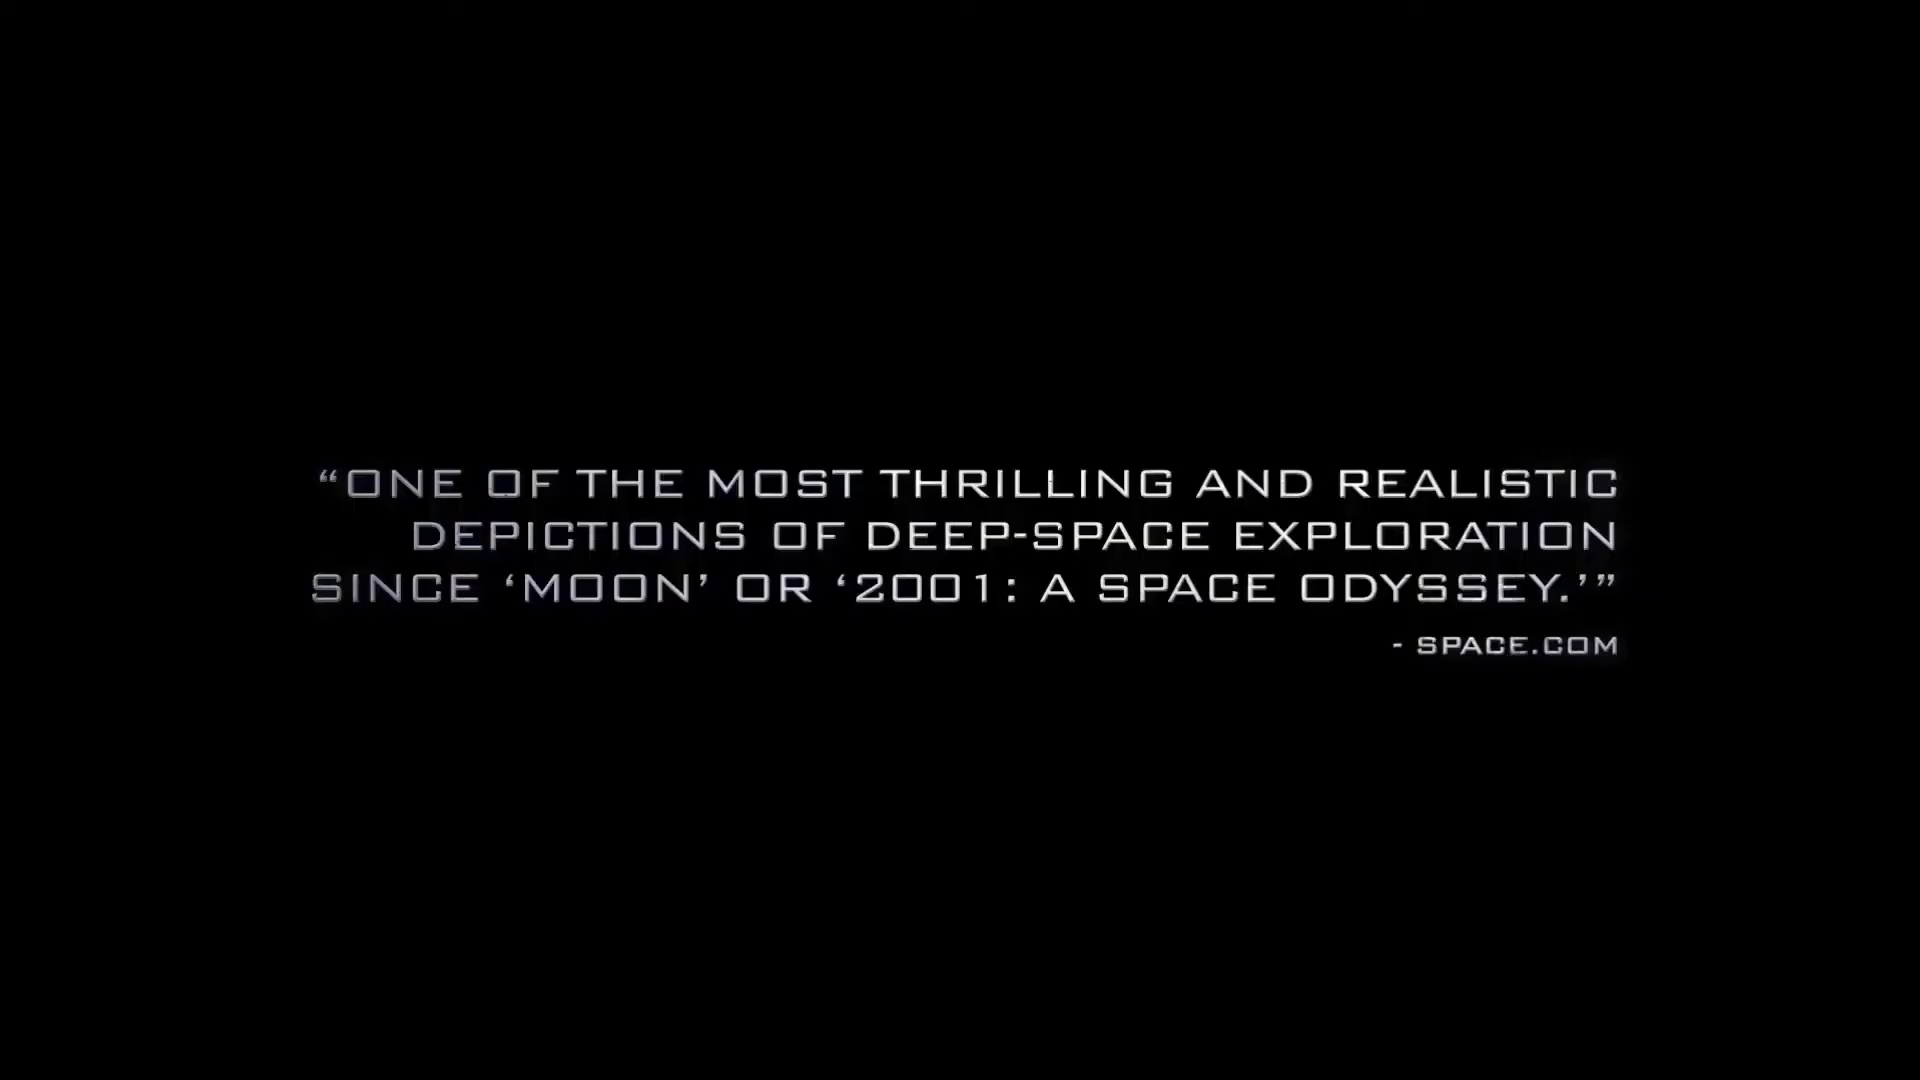 “ONE OF THE MOST THRILLING AND REALISTIC
DEPICTIONS OF DEEP-SPACE EXPLORATION
SINCE ‘MOON’ OR ‘2001: A SPACE ODYSSEY.’”
- SPACE.COM